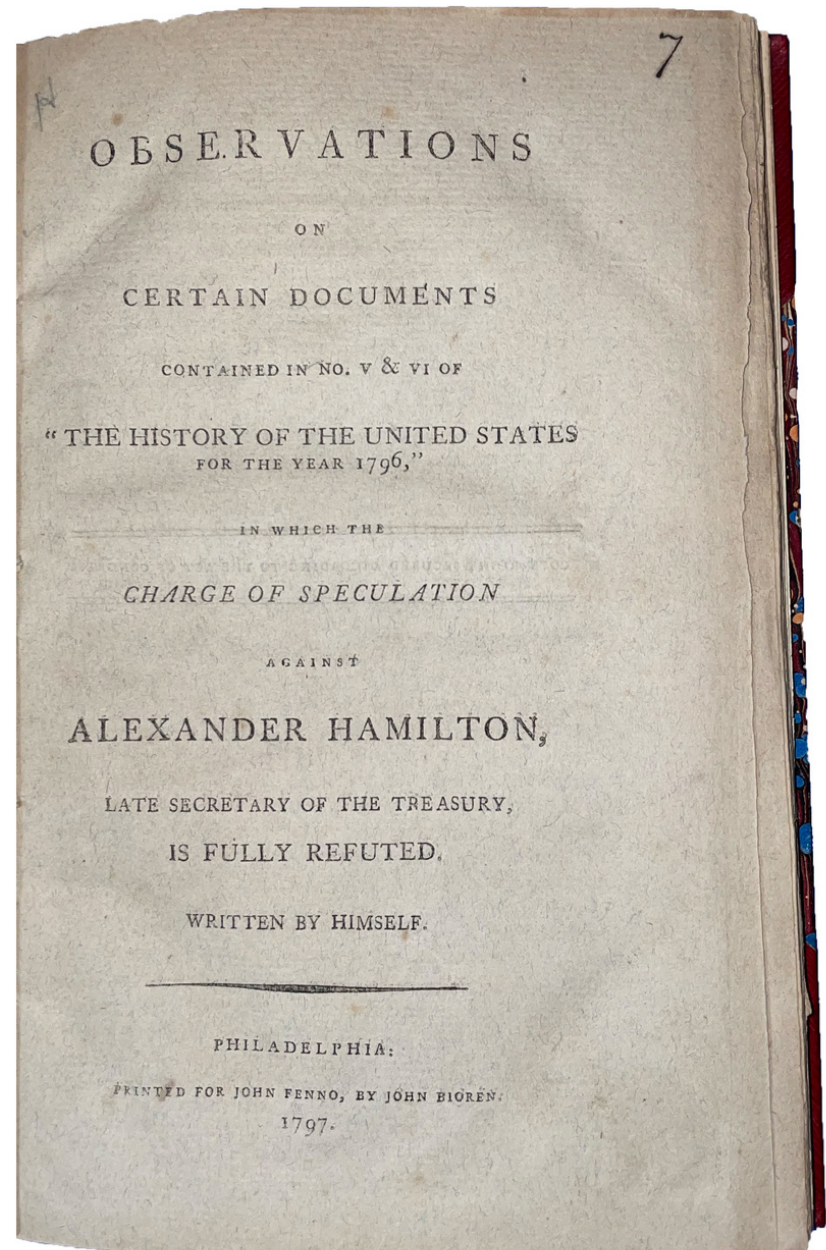 7
OBSERVATIONS
ON
CERTAIN DOCUMENTS
CONTAINED IN NO. V & VI OF
“THE HISTORY OF THE UNITED STATES
FOR THE YEAR 1796,”
IN WHICH THE
CHARGE OF SPECULATION
AGAINST
ALEXANDER HAMILTON,
LATE SECRETARY OF THE TREASURY,
IS FULLY REFUTED.
WRITTEN BY HIMSELF.
PHILADELPHIA:
PRINTED FOR JOHN FENNO, BY JOHN BIOREN.
1797.